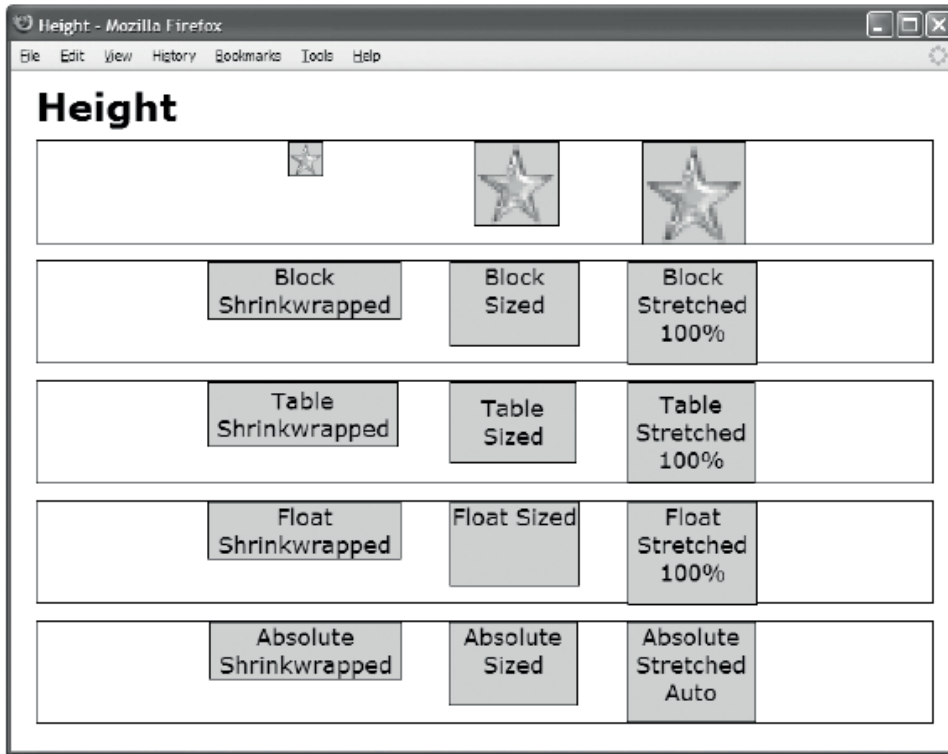 Height - Mozilla Firefox
File Edit View History Bookmarks Tools Help
Height
Block
Shrinkwrapped
Block
Sized
Block
Stretched
100%
Table
Shrinkwrapped
Table
Sized
Table
Stretched
100%
Float
Shrinkwrapped
Float Sized
Float
Stretched
100%
Absolute
Shrinkwrapped
Absolute
Sized
Absolute
Stretched
Auto